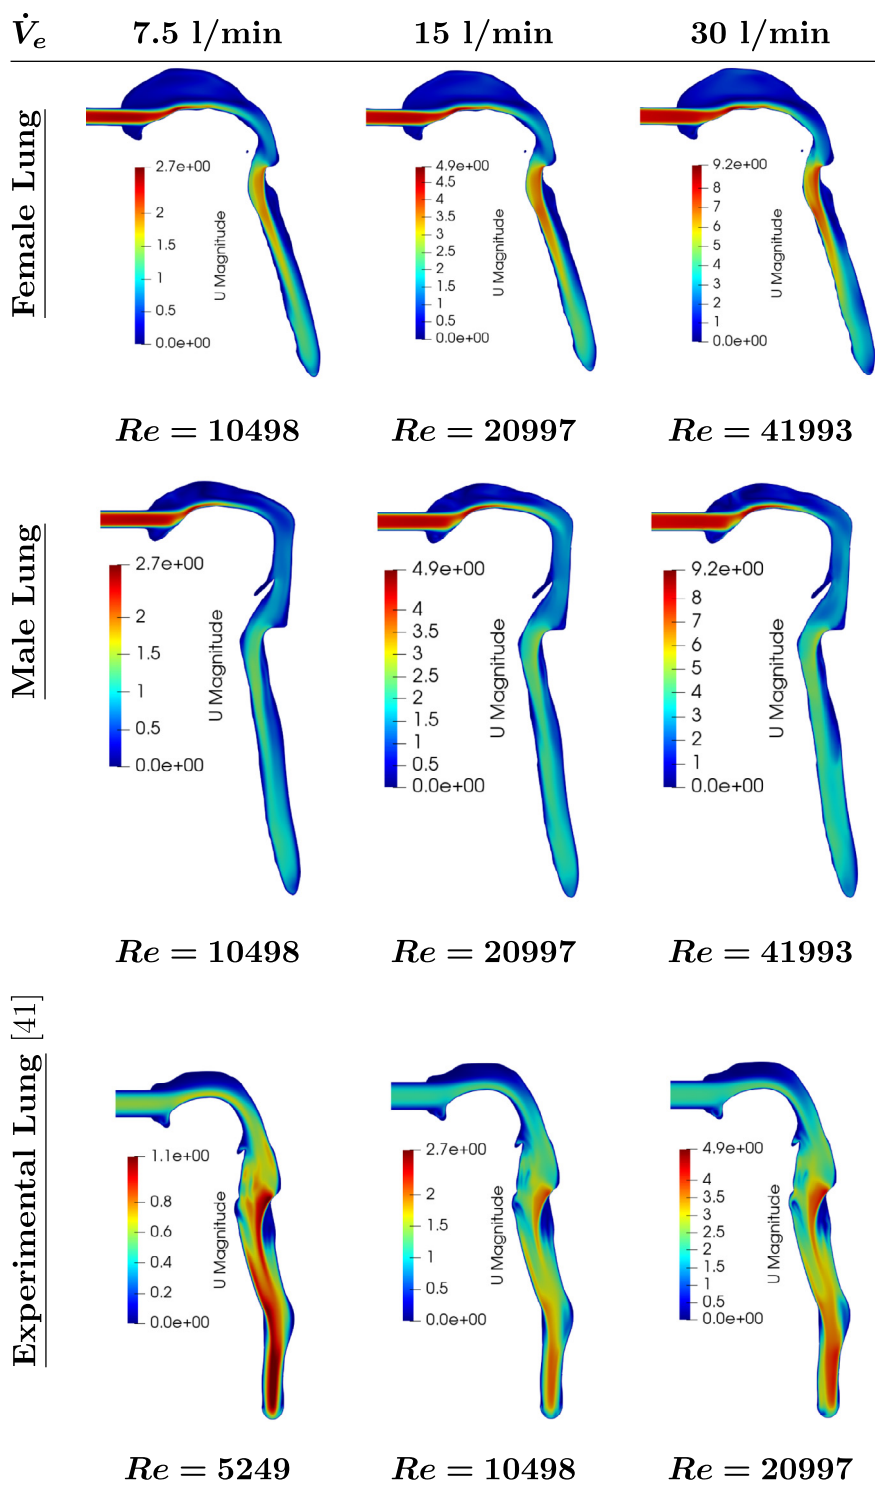 V̇e 7.5 l/min 15 l/min 30 l/min
Female Lung
2.7e+00
2
1.5
1
0.5
0.0e+00
U Magnitude
4.9e+00
4.5
4
3.5
3
2.5
2
1.5
1
0.5
0.0e+00
U Magnitude
9.2e+00
8
7
6
5
4
3
2
1
0.0e+00
U Magnitude
Re = 10498 Re = 20997 Re = 41993
Male Lung
2.7e+00
2
1.5
1
0.5
0.0e+00
U Magnitude
4.9e+00
4
3.5
3
2.5
2
1.5
1
0.5
0.0e+00
U Magnitude
9.2e+00
8
7
6
5
4
3
2
1
0.0e+00
U Magnitude
Re = 10498 Re = 20997 Re = 41993
Experimental Lung [41]
1.1e+00
0.8
0.6
0.4
0.2
0.0e+00
U Magnitude
2.7e+00
2
1.5
1
0.5
0.0e+00
U Magnitude
4.9e+00
4
3.5
3
2.5
2
1.5
1
0.5
0.0e+00
U Magnitude
Re = 5249 Re = 10498 Re = 20997